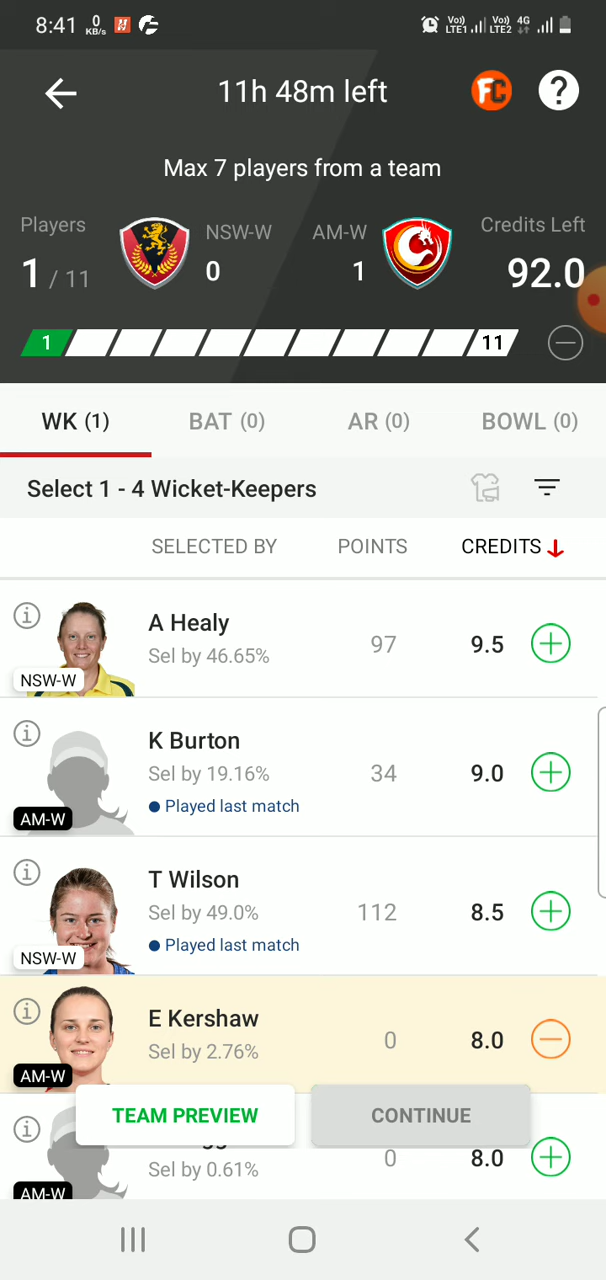 8:41 0 KB/s Vo) LTE1 Vo) LTE2 4G
11h 48m left FC ?
Max 7 players from a team
Players NSW-W AM-W Credits Left
1 / 11 0 1 92.0
1 11
WK (1) BAT (0) AR (0) BOWL (0)
Select 1 - 4 Wicket-Keepers
SELECTED BY POINTS CREDITS
A Healy
Sel by 46.65% 97 9.5
NSW-W
K Burton
Sel by 19.16% 34 9.0
Played last match
AM-W
T Wilson
Sel by 49.0% 112 8.5
Played last match
NSW-W
E Kershaw
Sel by 2.76% 0 8.0
AM-W
TEAM PREVIEW CONTINUE
Sel by 0.61% 0 8.0
AM-W